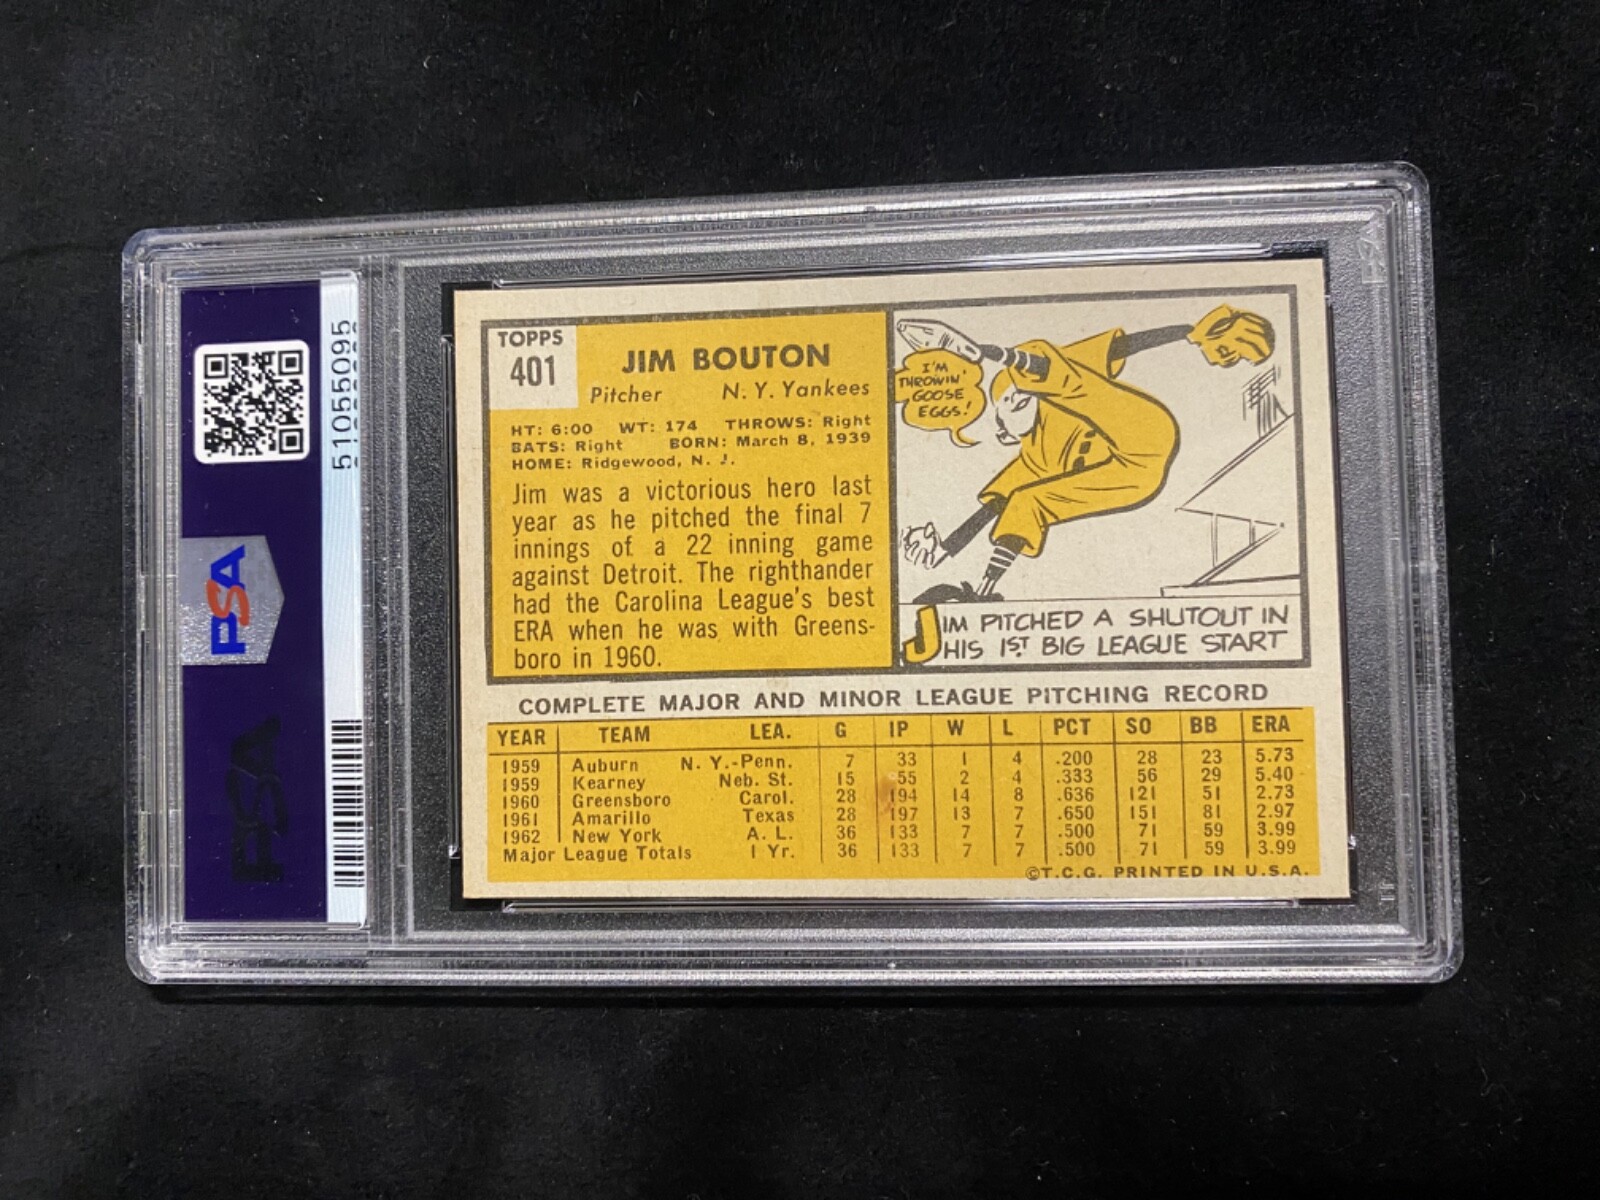 51055095
PSA
PSA
TOPPS
401
JIM BOUTON
Pitcher N. Y. Yankees
HT: 6:00 WT: 174 THROWS: Right
BATS: Right BORN: March 8, 1939
HOME: Ridgewood, N. J.
Jim was a victorious hero last
year as he pitched the final 7
innings of a 22 inning game
against Detroit. The righthander
had the Carolina League's best
ERA when he was with Greens-
boro in 1960.
I'M
THROWIN'
GOOSE
EGGS!
JIM PITCHED A SHUTOUT IN
HIS 1ST BIG LEAGUE START
COMPLETE MAJOR AND MINOR LEAGUE PITCHING RECORD
YEAR TEAM LEA. G IP W L PCT SO BB ERA
1959 Auburn N. Y.-Penn. 7 33 1 4 .200 28 23 5.73
1959 Kearney Neb. St. 15 55 2 4 .333 56 29 5.40
1960 Greensboro Carol. 28 194 14 8 .636 121 51 2.73
1961 Amarillo Texas 28 197 13 7 .650 151 81 2.97
1962 New York A. L. 36 133 7 7 .500 71 59 3.99
Major League Totals 1 Yr. 36 133 7 7 .500 71 59 3.99
©T.C.G. PRINTED IN U.S.A.